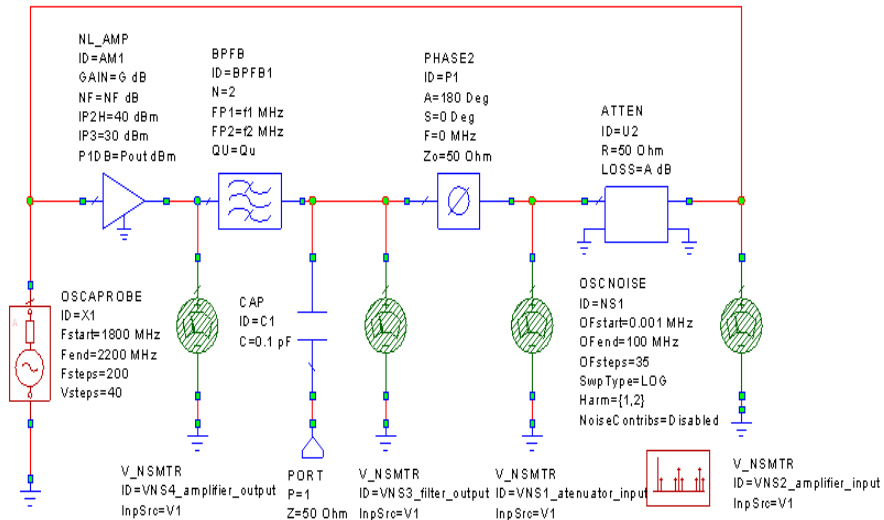 NL_AMP
ID=AM1
GAIN=G dB
NF=NF dB
IP2H=40 dBm
IP3=30 dBm
P1DB=Pout dBm
BPFB
ID=BPFB1
N=2
FP1=f1 MHz
FP2=f2 MHz
QU=Qu
PHASE2
ID=P1
A=180 Deg
S=0 Deg
F=0 MHz
Zo=50 Ohm
ATTEN
ID=U2
R=50 Ohm
LOSS=A dB
A
OSCAPROBE
ID=X1
Fstart=1800 MHz
Fend=2200 MHz
Fsteps=200
Vsteps=40
CAP
ID=C1
C=0.1 pF
OSCNOISE
ID=NS1
OFstart=0.001 MHz
OFend=100 MHz
OFsteps=35
SwpType=LOG
Harm={1,2}
NoiseContribs=Disabled
V_NSMTR
ID=VNS4_amplifier_output
InpSrc=V1
PORT
P=1
Z=50 Ohm
V_NSMTR
ID=VNS3_filter_output
InpSrc=V1
V_NSMTR
ID=VNS1_atenuator_input
InpSrc=V1
V_NSMTR
ID=VNS2_amplifier_input
InpSrc=V1